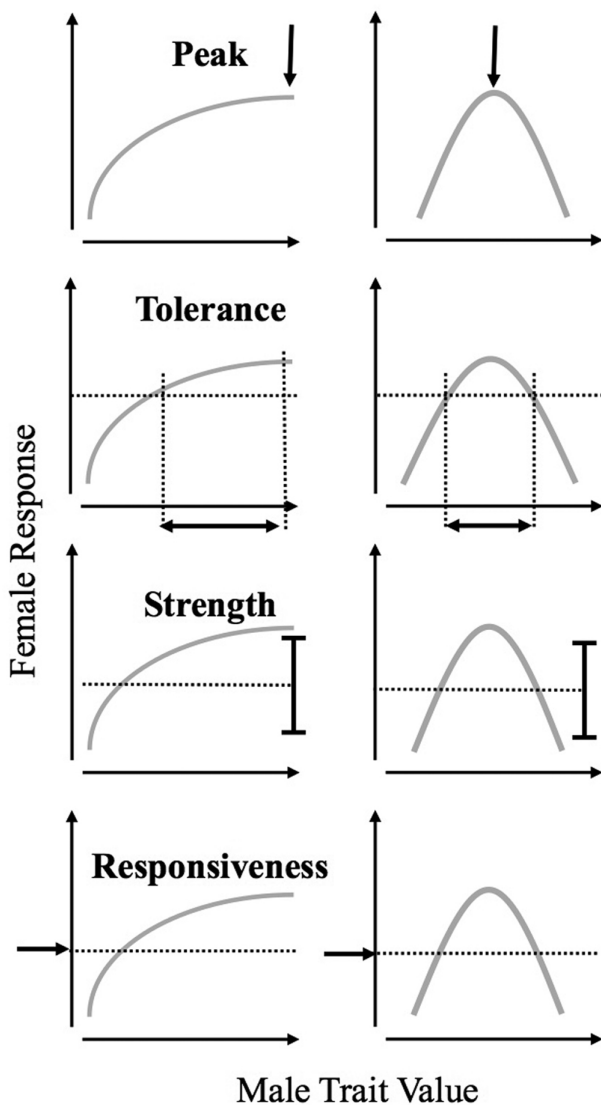 Peak
Tolerance
Strength
Responsiveness
Female Response
Male Trait Value